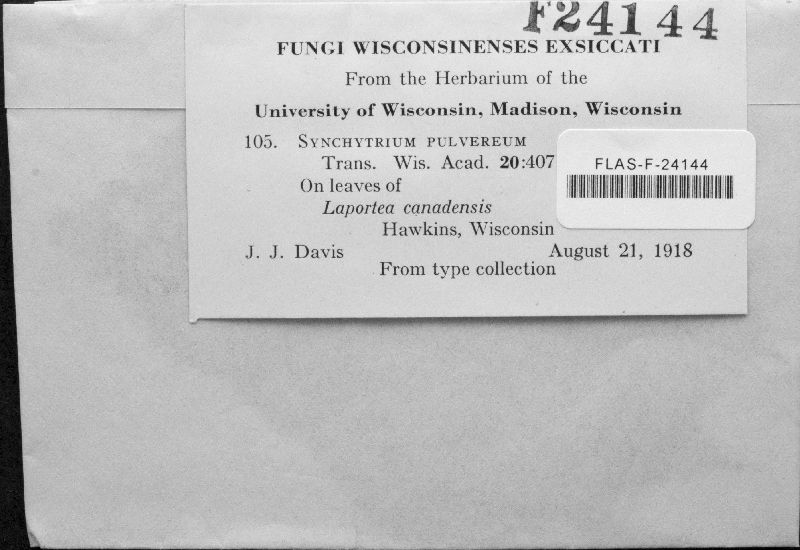 F24144
FUNGI WISCONSINENSES EXSICCATI
From the Herbarium of the
University of Wisconsin, Madison, Wisconsin
105. SYNCHYTRIUM PULVEREUM
Trans. Wis. Acad. 20:407
FLAS-F-24144
On leaves of
Laportea canadensis
Hawkins, Wisconsin
J. J. Davis August 21, 1918
From type collection